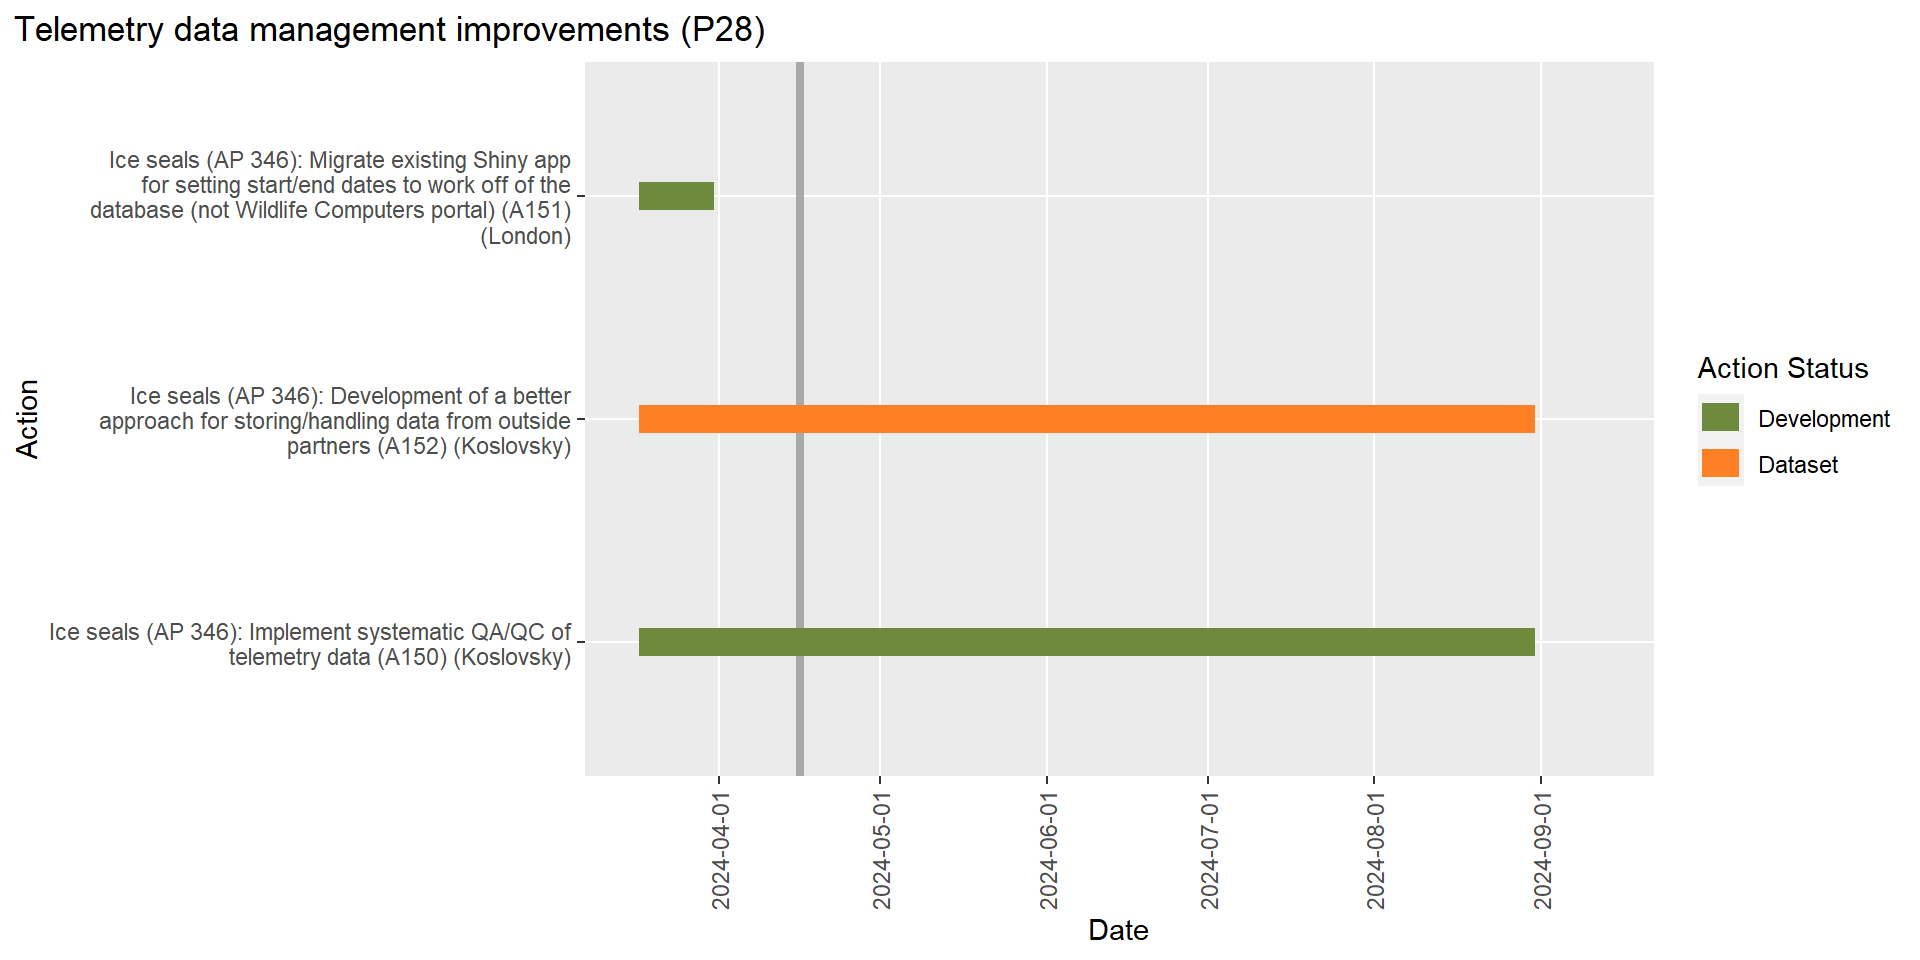 Telemetry data management improvements (P28)
Action
Ice seals (AP 346): Migrate existing Shiny app
for setting start/end dates to work off of the
database (not Wildlife Computers portal) (A151)
(London)
Ice seals (AP 346): Development of a better
approach for storing/handling data from outside
partners (A152) (Koslovsky)
Ice seals (AP 346): Implement systematic QA/QC of
telemetry data (A150) (Koslovsky)
2024-04-01
2024-05-01
2024-06-01
2024-07-01
2024-08-01
2024-09-01
Date
Action Status
Development
Dataset